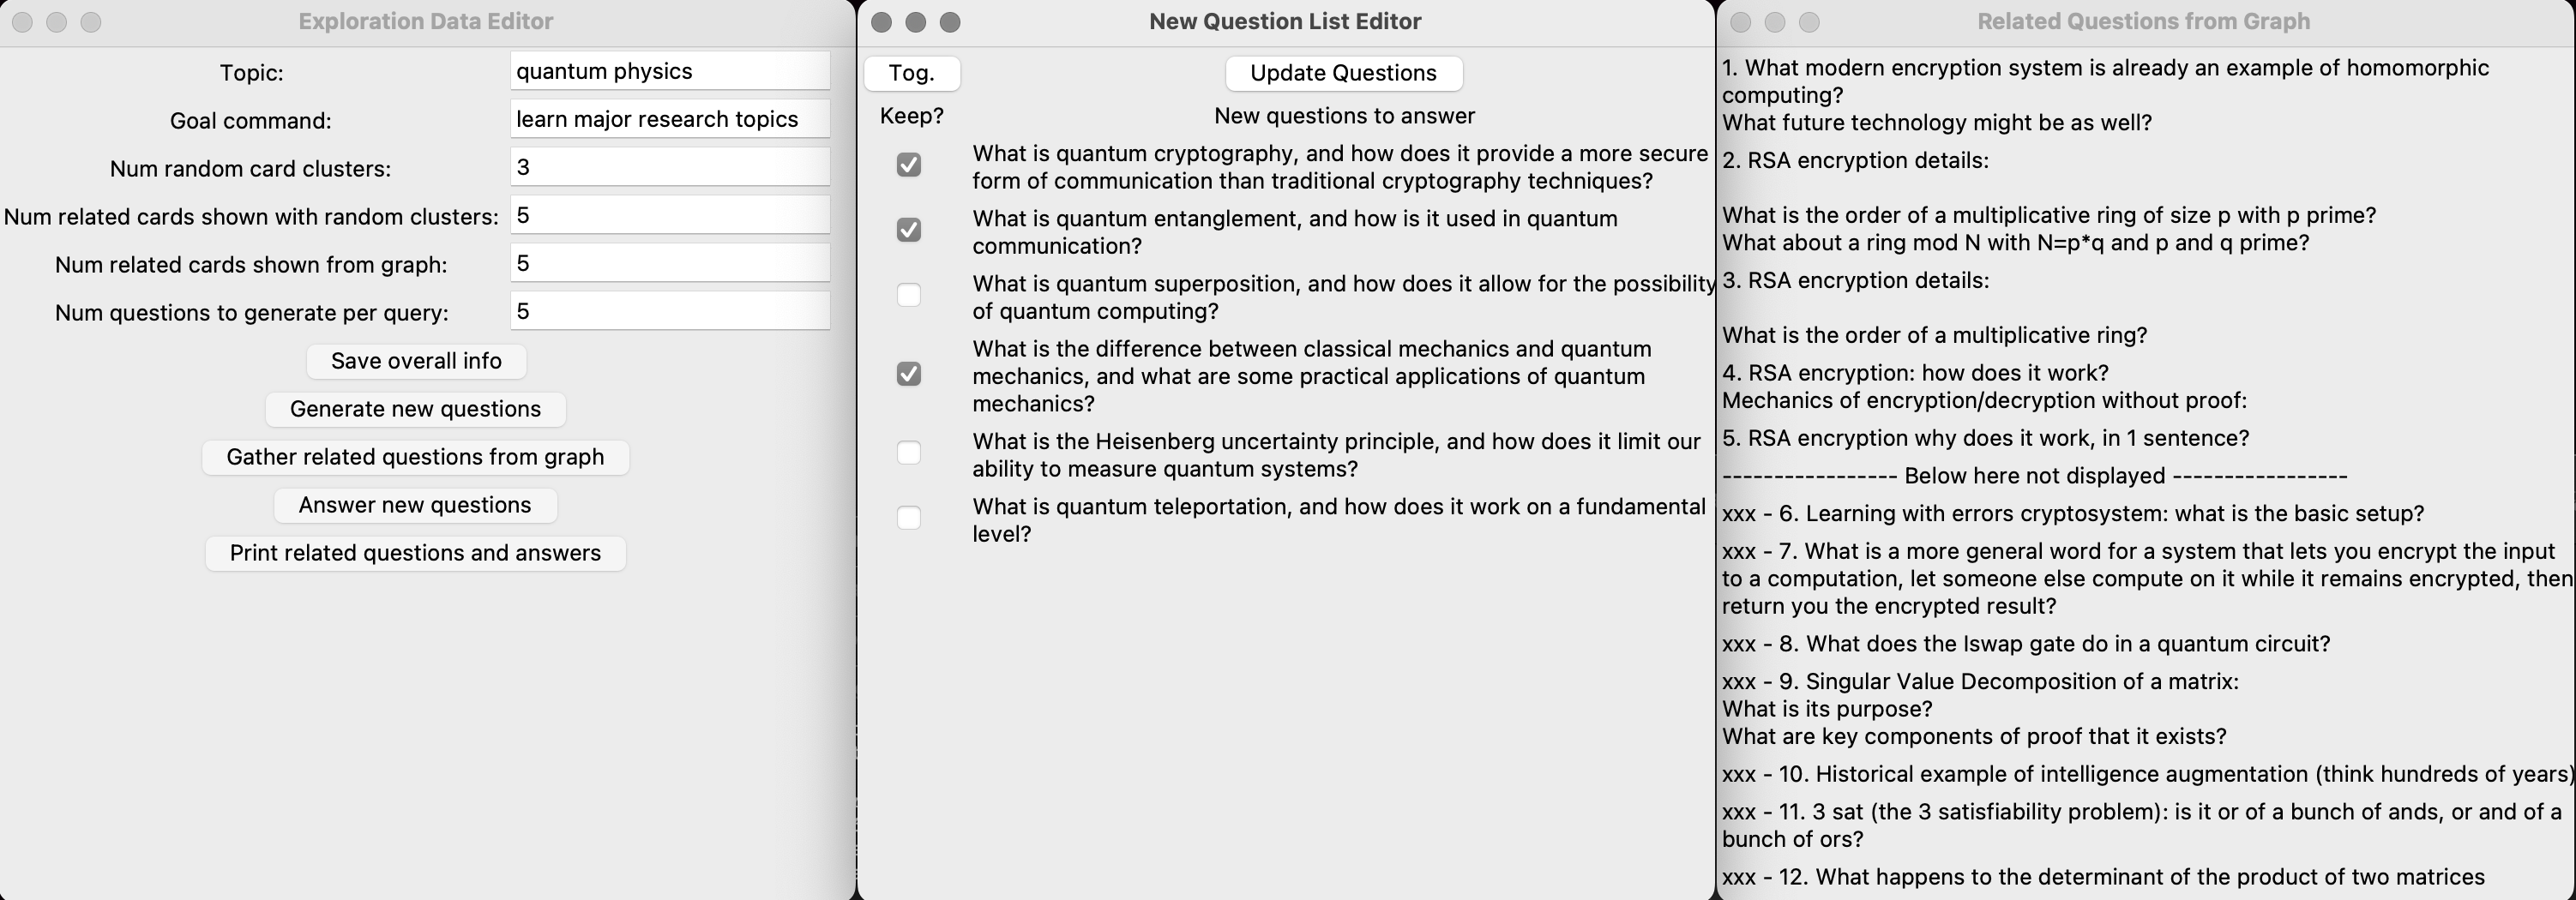 Exploration Data Editor
Topic:
quantum physics
Goal command:
learn major research topics
Num random card clusters:
3
Num related cards shown with random clusters:
5
Num related cards shown from graph:
5
Num questions to generate per query:
5
Save overall info
Generate new questions
Gather related questions from graph
Answer new questions
Print related questions and answers
New Question List Editor
Tog.
Update Questions
Keep?
New questions to answer
What is quantum cryptography, and how does it provide a more secure
form of communication than traditional cryptography techniques?
What is quantum entanglement, and how is it used in quantum
communication?
What is quantum superposition, and how does it allow for the possibility
of quantum computing?
What is the difference between classical mechanics and quantum
mechanics, and what are some practical applications of quantum
mechanics?
What is the Heisenberg uncertainty principle, and how does it limit our
ability to measure quantum systems?
What is quantum teleportation, and how does it work on a fundamental
level?
Related Questions from Graph
1. What modern encryption system is already an example of homomorphic
computing?
What future technology might be as well?
2. RSA encryption details:
What is the order of a multiplicative ring of size p with p prime?
What about a ring mod N with N=p*q and p and q prime?
3. RSA encryption details:
What is the order of a multiplicative ring?
4. RSA encryption: how does it work?
Mechanics of encryption/decryption without proof:
5. RSA encryption why does it work, in 1 sentence?
----------------- Below here not displayed -----------------
xxx - 6. Learning with errors cryptosystem: what is the basic setup?
xxx - 7. What is a more general word for a system that lets you encrypt the input
to a computation, let someone else compute on it while it remains encrypted, then
return you the encrypted result?
xxx - 8. What does the Iswap gate do in a quantum circuit?
xxx - 9. Singular Value Decomposition of a matrix:
What is its purpose?
What are key components of proof that it exists?
xxx - 10. Historical example of intelligence augmentation (think hundreds of years)
xxx - 11. 3 sat (the 3 satisfiability problem): is it or of a bunch of ands, or and of a
bunch of ors?
xxx - 12. What happens to the determinant of the product of two matrices